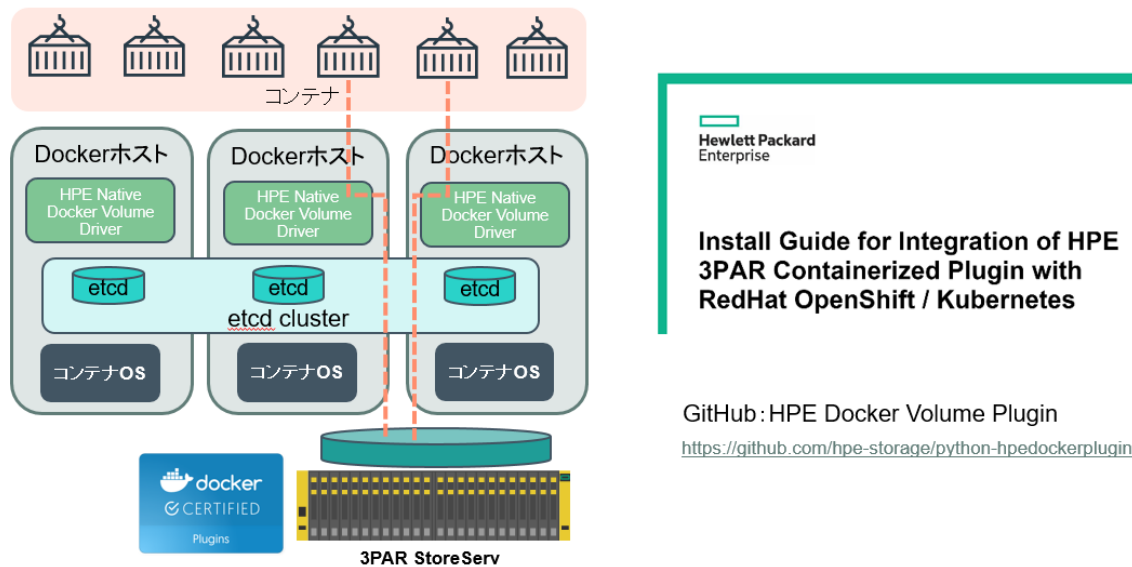 コンテナ
Dockerホスト
HPE Native
Docker Volume
Driver
Dockerホスト
HPE Native
Docker Volume
Driver
Dockerホスト
HPE Native
Docker Volume
Driver
etcd
etcd
etcd
etcd cluster
コンテナOS
コンテナOS
コンテナOS
docker
CERTIFIED
Plugins
3PAR StoreServ
Hewlett Packard
Enterprise
Install Guide for Integration of HPE
3PAR Containerized Plugin with
RedHat OpenShift / Kubernetes
GitHub：HPE Docker Volume Plugin
https://github.com/hpe-storage/python-hpedockerplugin